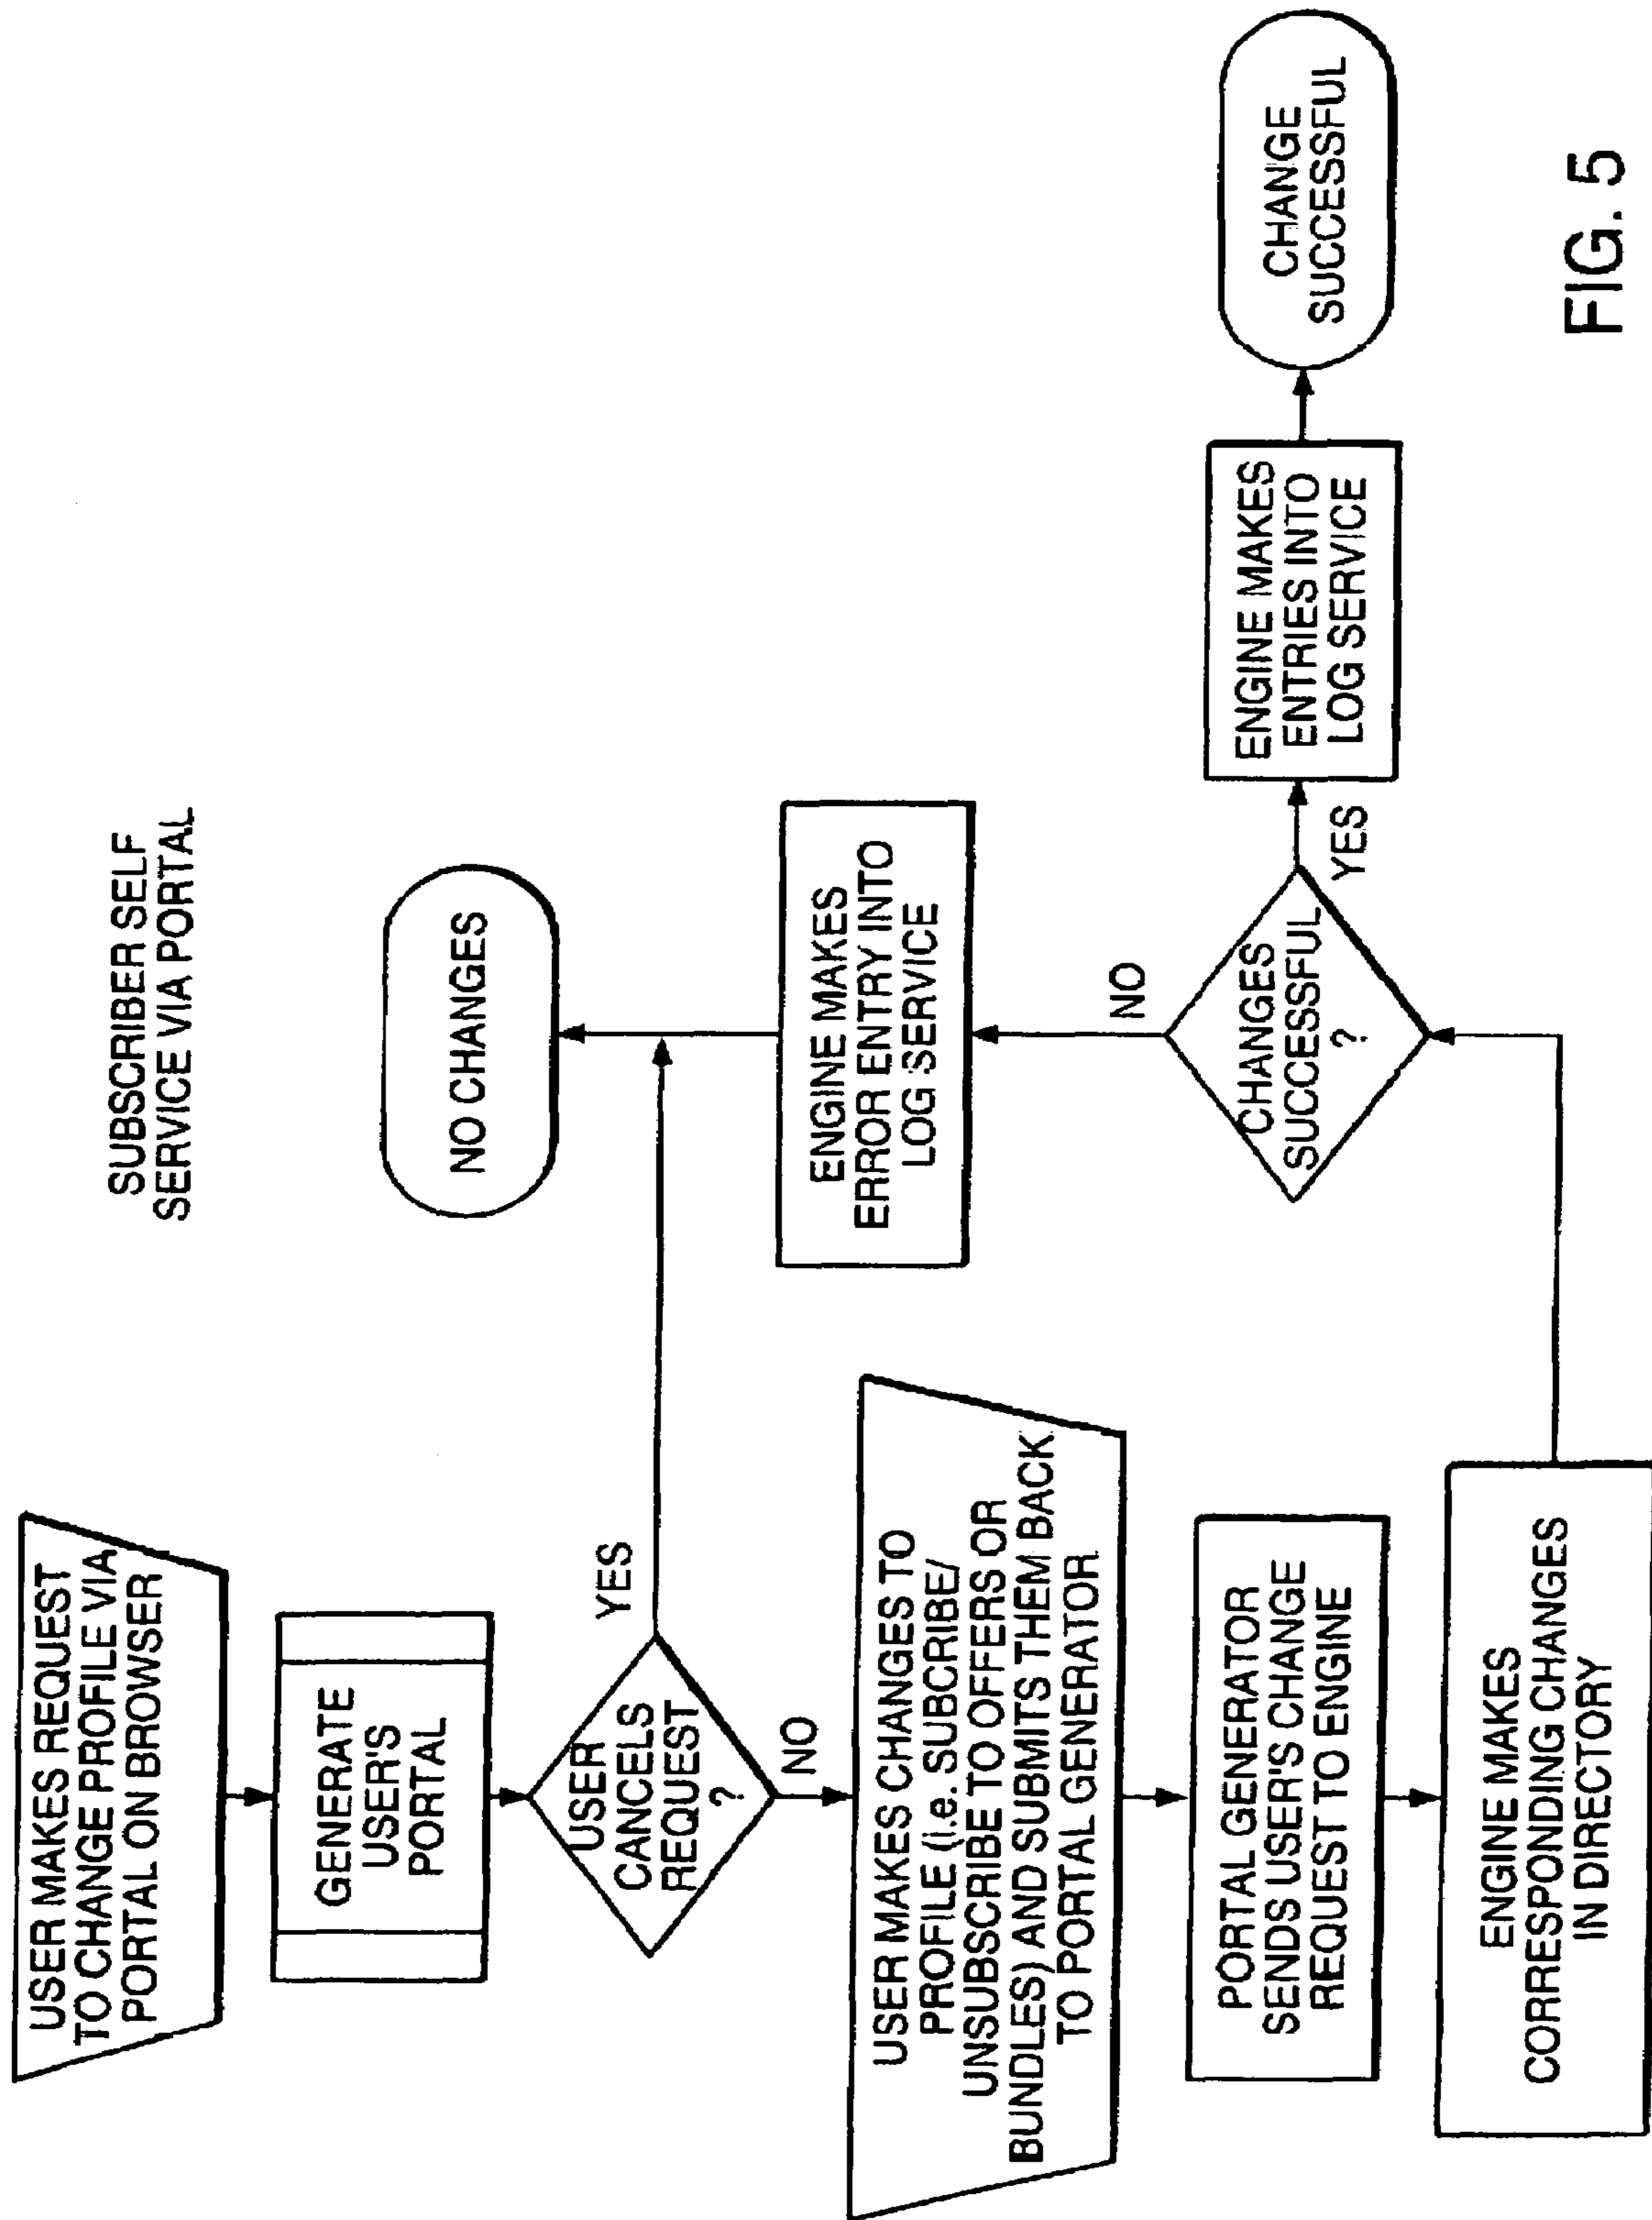 SUBSCRIBER SELF
SERVICE VIA PORTAL
USER MAKES REQUEST
TO CHANGE PROFILE VIA
PORTAL ON BROWSER
GENERATE
USER'S
PORTAL
USER
CANCELS
REQUEST
?
YES
NO
USER MAKES CHANGES TO
PROFILE (i.e. SUBCRIBE/
UNSUBSCRIBE TO OFFERS OR
BUNDLES) AND SUBMITS THEM BACK
TO PORTAL GENERATOR
PORTAL GENERATOR
SENDS USER'S CHANGE
REQUEST TO ENGINE
ENGINE MAKES
CORRESPONDING CHANGES
IN DIRECTORY
CHANGES
SUCCESSFUL
?
NO
YES
ENGINE MAKES
ERROR ENTRY INTO
LOG SERVICE
NO CHANGES
ENGINE MAKES
ENTRIES INTO
LOG SERVICE
CHANGE
SUCCESSFUL
FIG. 5